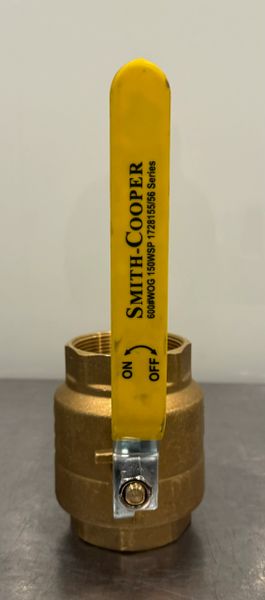 SMITH-COOPER
600#WOG 150WSP 1728155/56 Series
ON
OFF